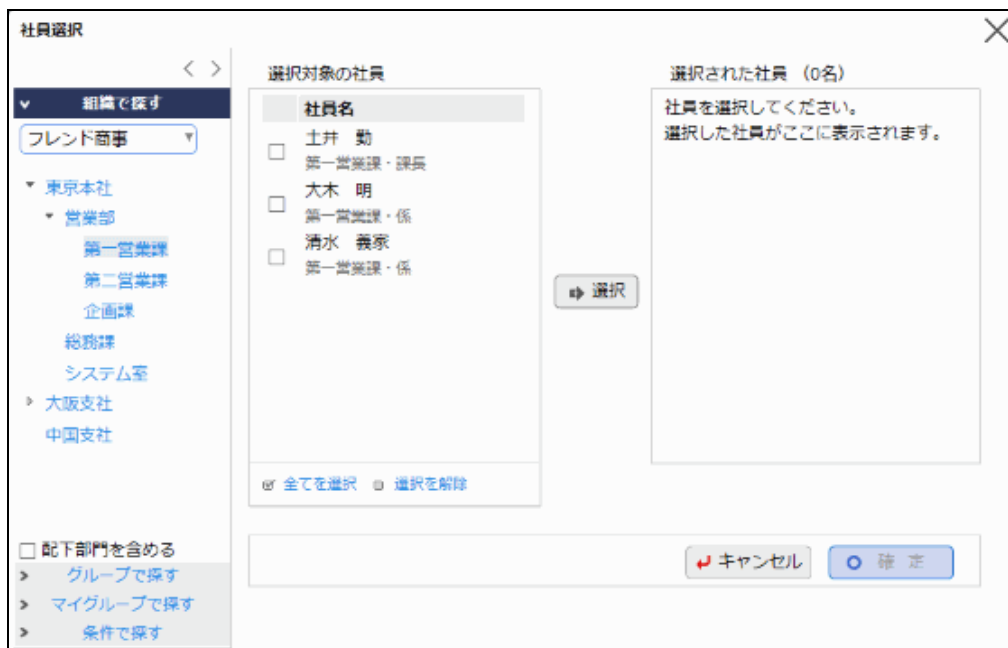 社員選択
組織で探す
フレンド商事
東京本社
営業部
第一営業課
第二営業課
企画課
総務課
システム室
大阪支社
中国支社
配下部門を含める
グループで探す
マイグループで探す
条件で探す
選択対象の社員
社員名
土井 勤
第一営業課・課長
大木 明
第一営業課・係
清水 義家
第一営業課・係
全てを選択 選択を解除
選択
選択された社員 (0名)
社員を選択してください。
選択した社員がここに表示されます。
キャンセル
確 定